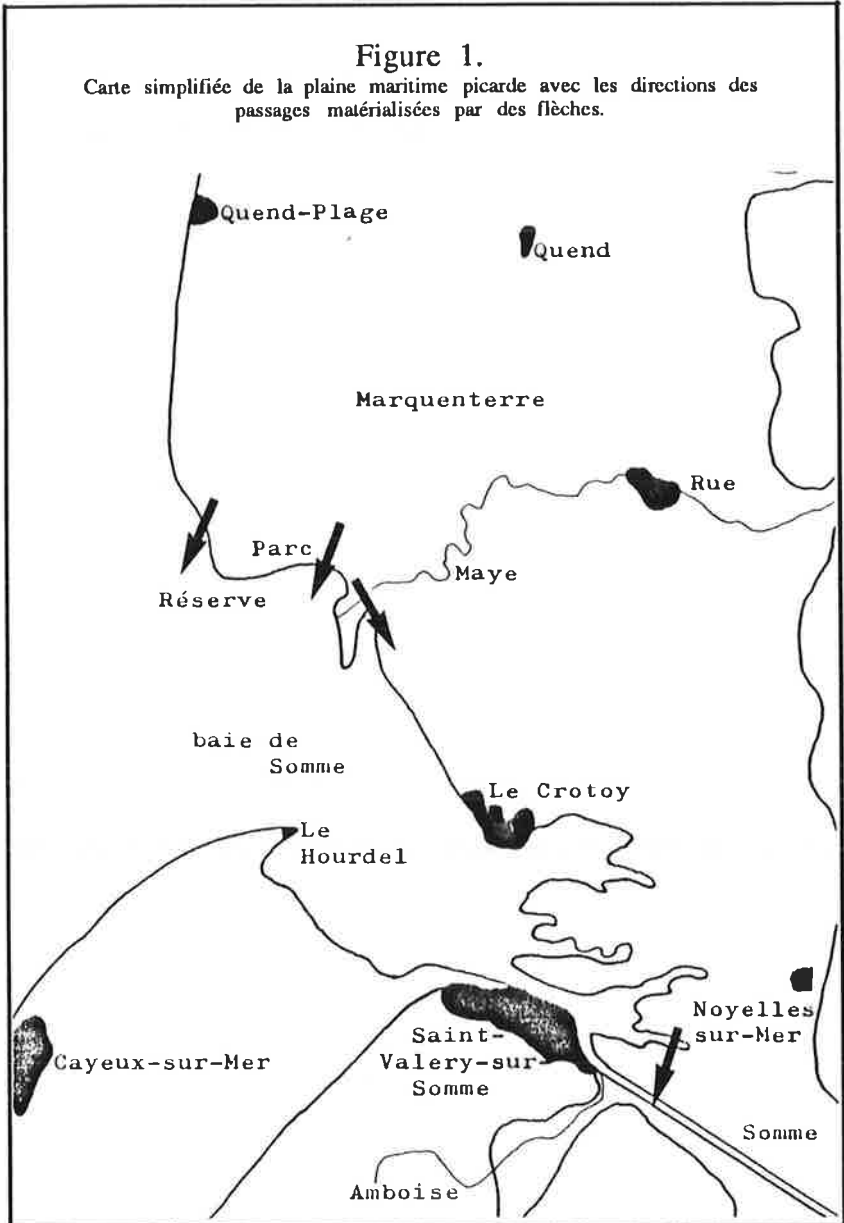 Figure 1.
Carte simplifiée de la plaine maritime picarde avec les directions des
passages matérialisées par des flèches.
Quend-Plage
Quend
Marquenterre
Rue
Parc
Maye
Réserve
baie de
Somme
Le Crotoy
Le
Hourdel
Noyelles
sur-Mer
Saint-
Valery-sur-
Somme
Cayeux-sur-Mer
Somme
Amboise